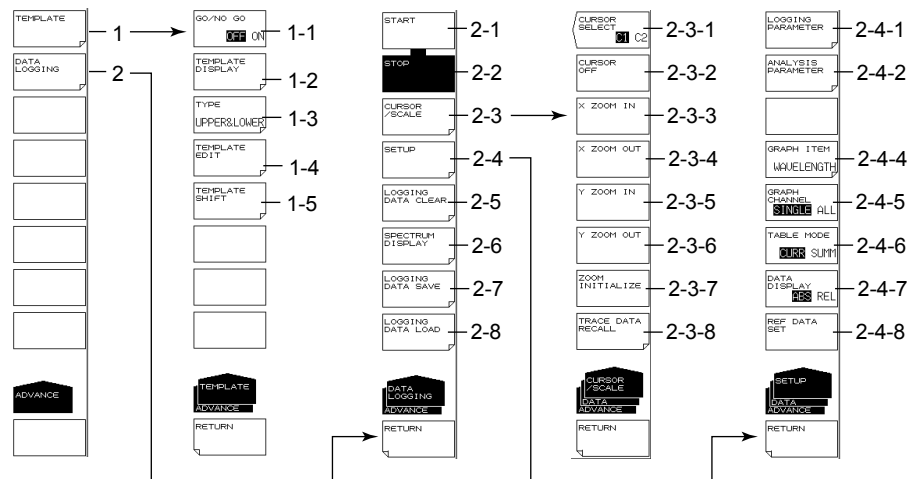 TEMPLATE
1
DATA
LOGGING
2
ADVANCE
GO/NO GO
OFF ON
1-1
TEMPLATE
DISPLAY
1-2
TYPE
UPPER&LOWER
1-3
TEMPLATE
EDIT
1-4
TEMPLATE
SHIFT
1-5
TEMPLATE
ADVANCE
RETURN
START
2-1
STOP
2-2
CURSOR
/SCALE
2-3
SETUP
2-4
LOGGING
DATA CLEAR
2-5
SPECTRUM
DISPLAY
2-6
LOGGING
DATA SAVE
2-7
LOGGING
DATA LOAD
2-8
DATA
LOGGING
ADVANCE
RETURN
CURSOR
SELECT
C1 C2
2-3-1
CURSOR
OFF
2-3-2
X ZOOM IN
2-3-3
X ZOOM OUT
2-3-4
Y ZOOM IN
2-3-5
Y ZOOM OUT
2-3-6
ZOOM
INITIALIZE
2-3-7
TRACE DATA
RECALL
2-3-8
CURSOR
/SCALE
DATA
ADVANCE
RETURN
LOGGING
PARAMETER
2-4-1
ANALYSIS
PARAMETER
2-4-2
GRAPH ITEM
WAVELENGTH
2-4-4
GRAPH
CHANNEL
SINGLE ALL
2-4-5
TABLE MODE
CURR SUMM
2-4-6
DATA
DISPLAY
ABS REL
2-4-7
REF DATA
SET
2-4-8
SETUP
DATA
ADVANCE
RETURN